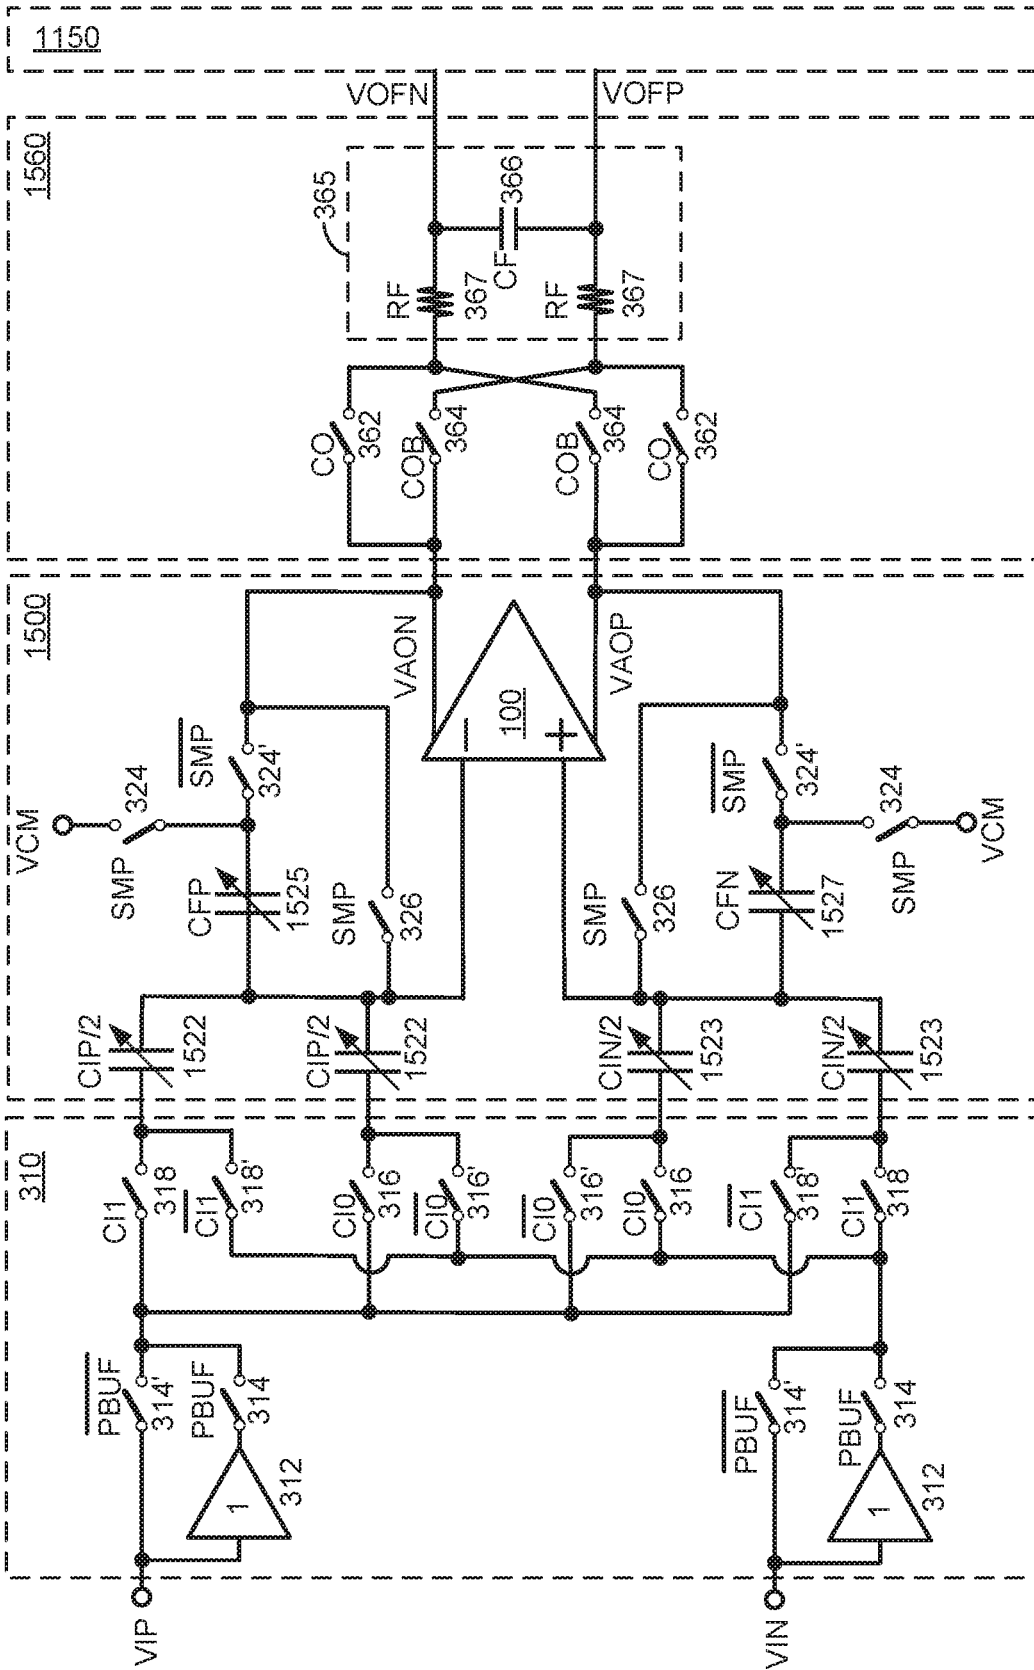 1150
1560
1500
310
VOFN
VOFP
365
366
CF
RF
367
RF
367
CO
362
COB
364
COB
364
CO
362
VAON
VAOP
100
−
+
VCM
324
SMP
SMP
324'
CFP
1525
SMP
326
SMP
326
SMP
324'
CFN
1527
324
SMP
VCM
CIP/2
1522
CIP/2
1522
CIN/2
1523
CIN/2
1523
CI1
318
CI1
318'
CI0
316
CI0
316'
CI0
316'
CI0
316
CI1
318'
CI1
318
PBUF
314'
PBUF
314
1
312
VIP
PBUF
314'
PBUF
314
1
312
VIN